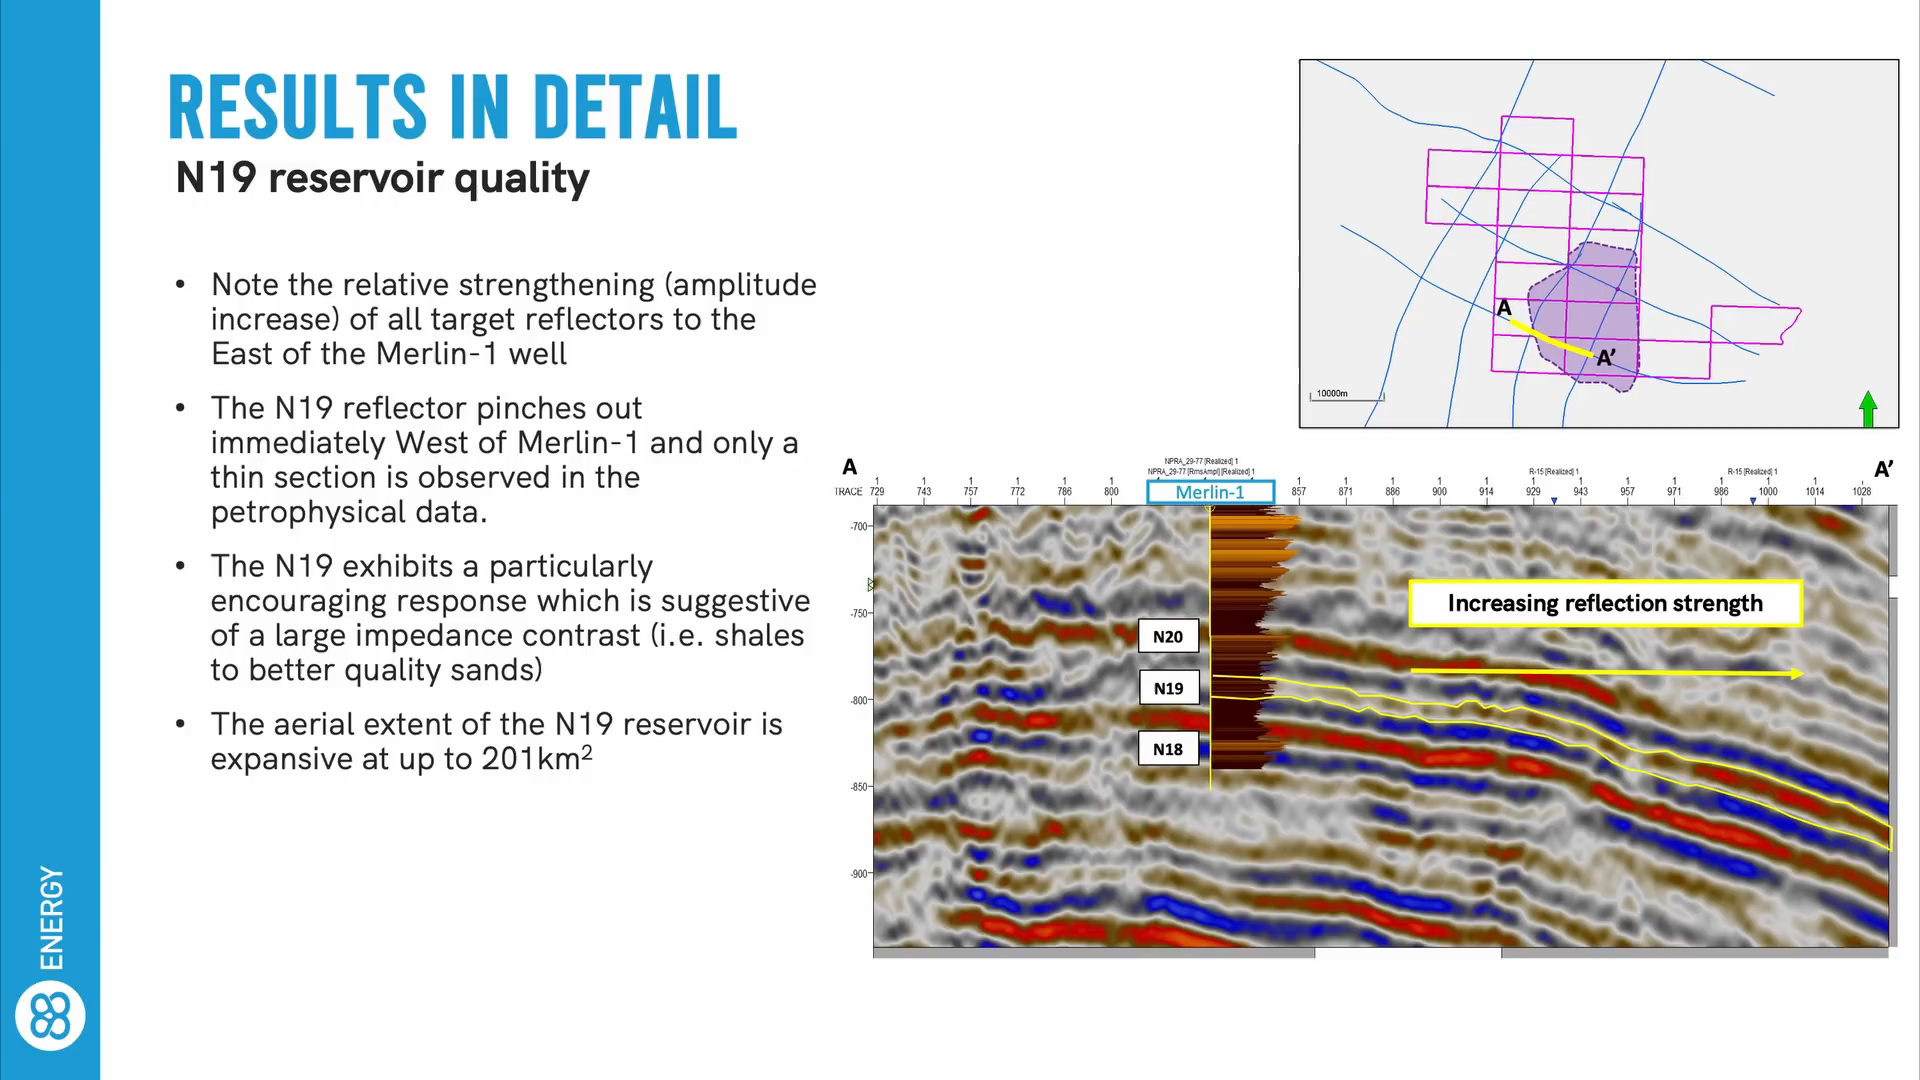 RESULTS IN DETAIL
N19 reservoir quality
• Note the relative strengthening (amplitude
increase) of all target reflectors to the
East of the Merlin-1 well
• The N19 reflector pinches out
immediately West of Merlin-1 and only a
thin section is observed in the
petrophysical data.
• The N19 exhibits a particularly
encouraging response which is suggestive
of a large impedance contrast (i.e. shales
to better quality sands)
• The aerial extent of the N19 reservoir is
expansive at up to 201km²
ENERGY
88
A
A’
10000m
A
A’
NPRA_29-77 [Realized] 1
NPRA_29-77 [RmsAmpl] [Realized] 1
R-15 [Realized] 1
R-15 [Realized] 1
1 1 1 1 1 1 1 1 1 1 1 1 1 1 1 1 1 1
TRACE 729 743 757 772 786 800 Merlin-1 857 871 886 900 914 929 943 957 971 986 1000 1014 1028
-700
-750
-800
-850
-900
Increasing reflection strength
N20
N19
N18